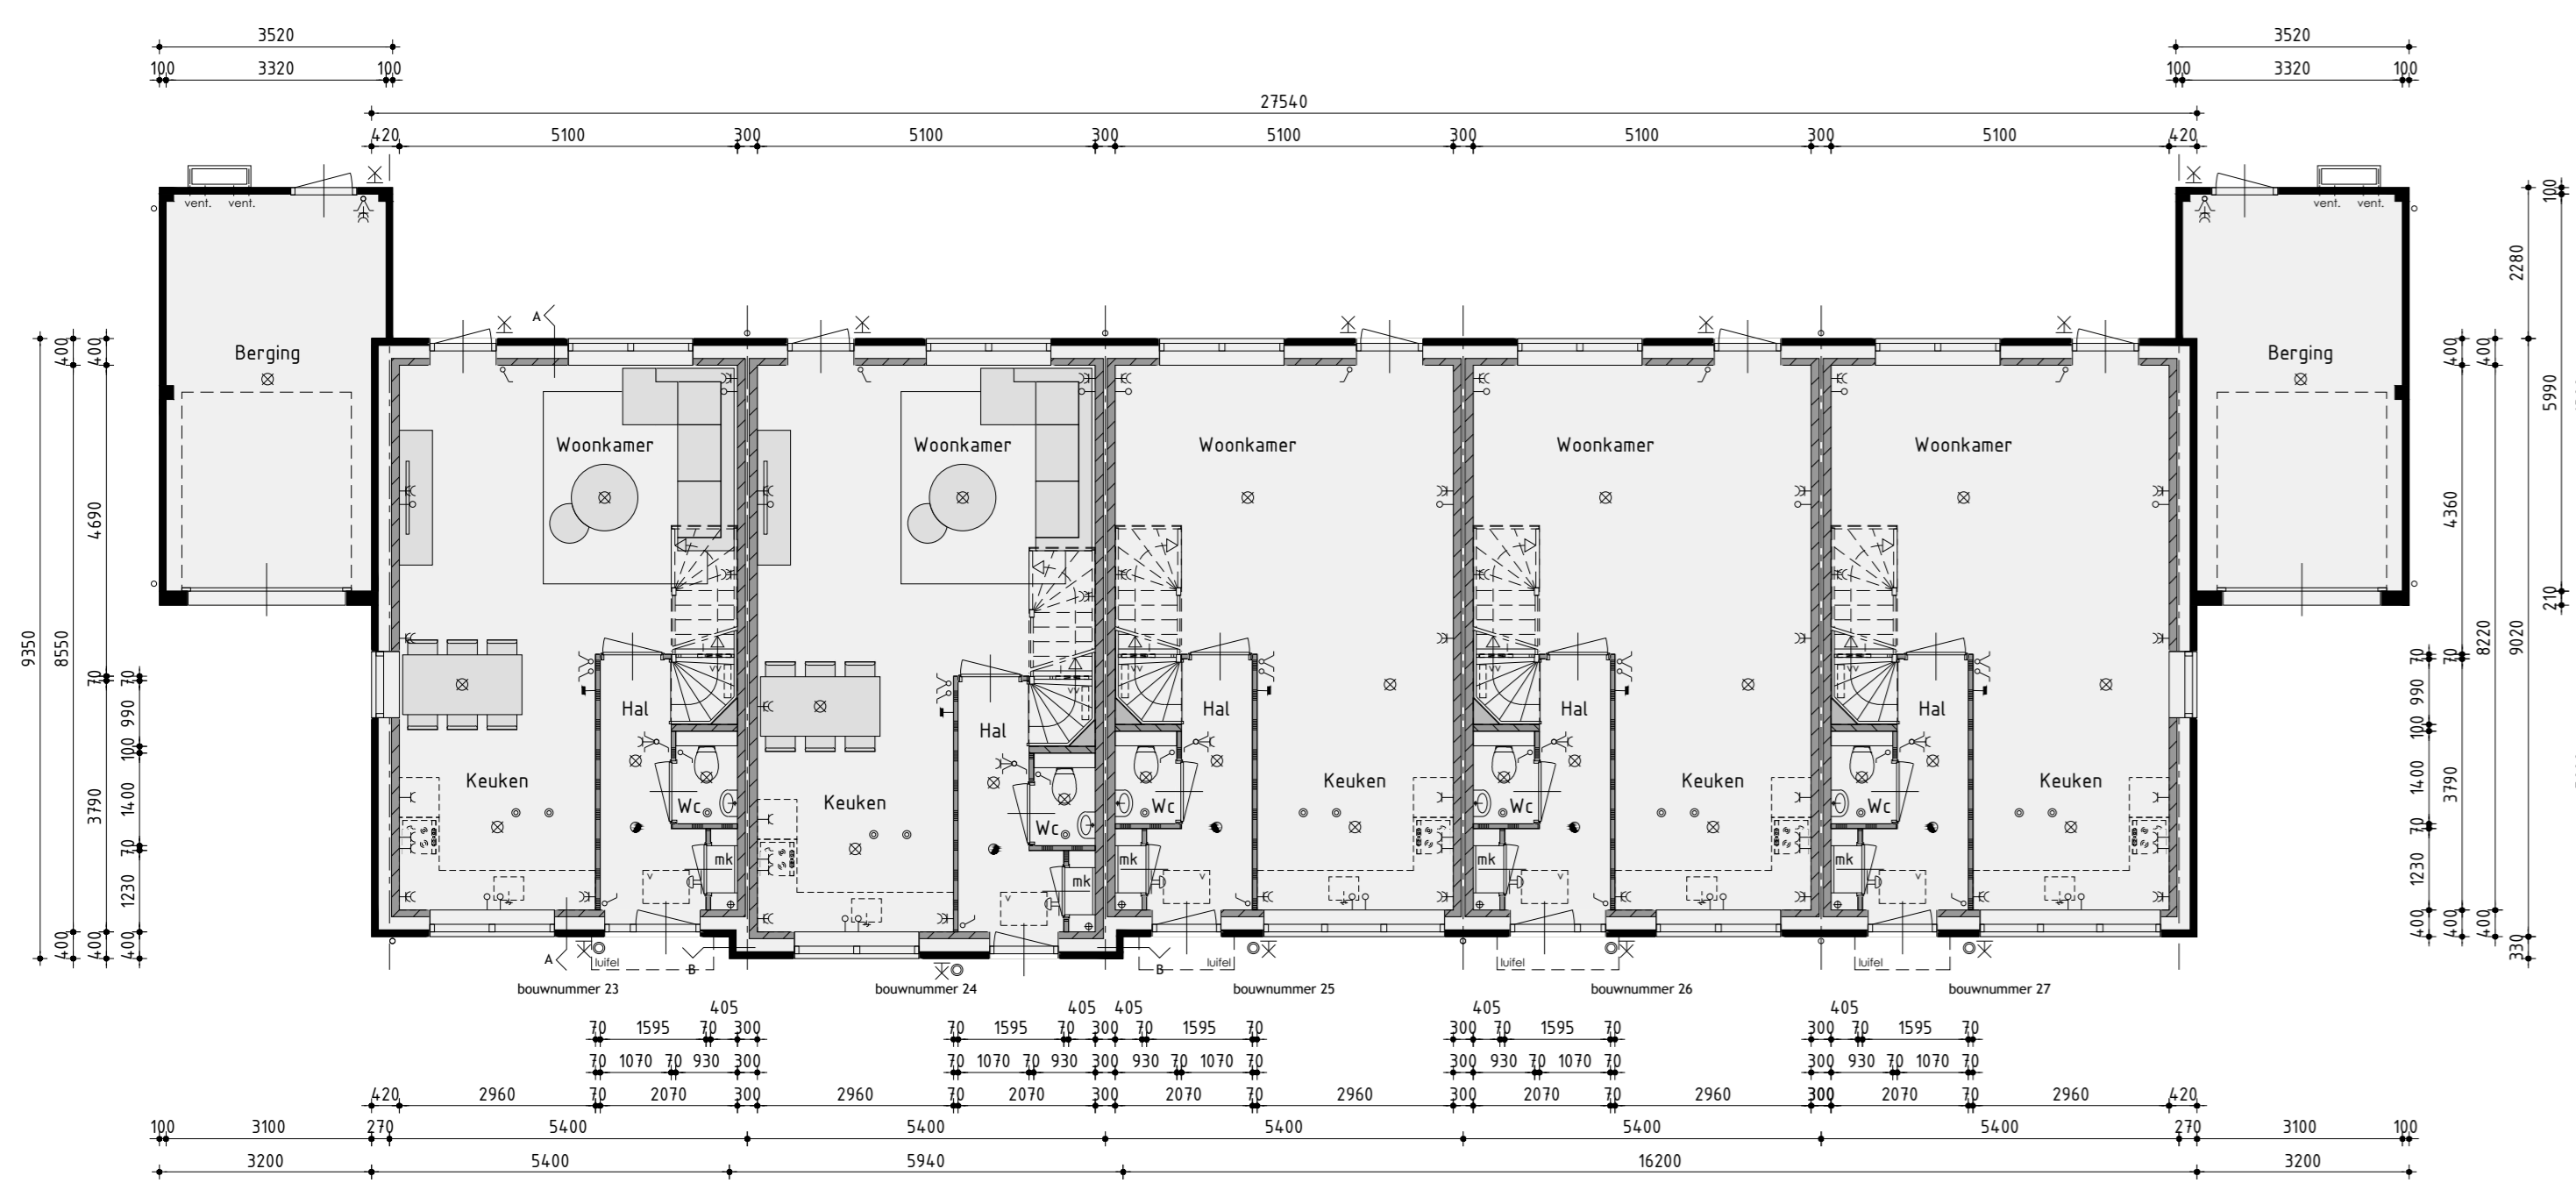 3520 3520
100 3320 100 100 3320 100
27540
420 5100 300 5100 300 5100 300 5100 300 5100 420
vent. vent. vent. vent.
A
Berging Berging
Woonkamer Woonkamer Woonkamer Woonkamer Woonkamer
Hal Hal Hal Hal Hal
Keuken Keuken Keuken Keuken Keuken
Wc Wc Wc Wc Wc
mk mk mk mk mk
v v v v v
vv vv vv vv vv
A luifel B B luifel luifel luifel
bouwnummer 23 bouwnummer 24 bouwnummer 25 bouwnummer 26 bouwnummer 27
9350
400 8550 400
400 4690 70 3790 400
70 990 100 1400 70 1230 400
70 990 100 1400 70 1230 400
400 4360 70 3790 400
400 8220 400
2280 9020 330
100 5990 210
405 405 405 405 405
70 1595 70 300 70 1595 70 300 70 1595 70 300 70 1595 70 300 70 1595 70
70 1070 70 930 300 70 1070 70 930 300 930 70 1070 70 300 930 70 1070 70 300 930 70 1070 70
420 2960 70 2070 300 2960 70 2070 300 2070 70 2960 300 2070 70 2960 300 2070 70 2960 420
100 3100 270 5400 5400 5400 5400 5400 270 3100 100
3200 5400 5940 16200 3200